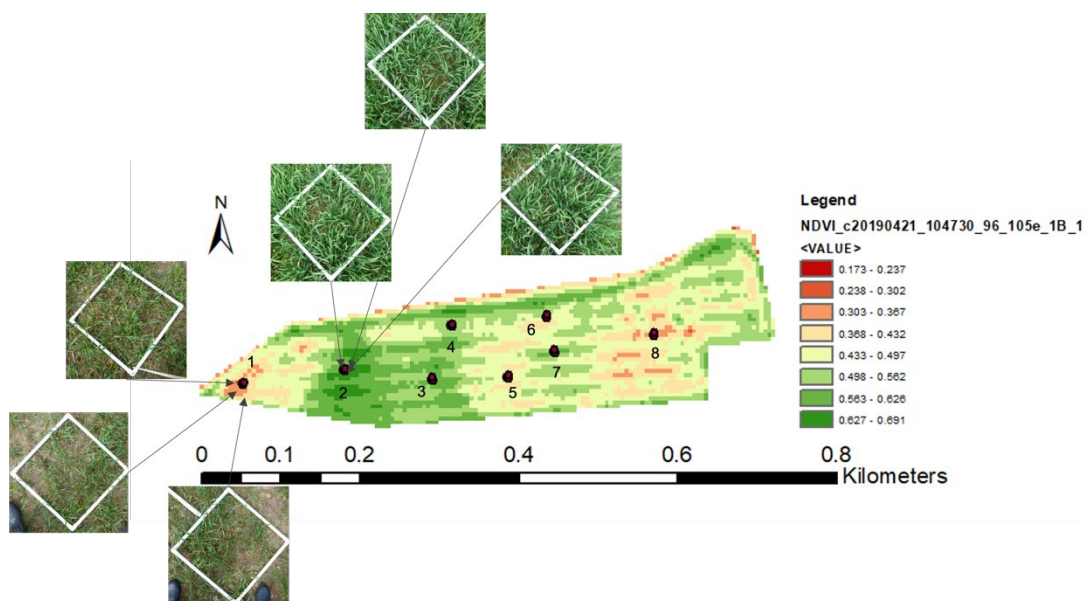 N
1
2
3
4
5
6
7
8
Legend
NDVI_c20190421_104730_96_105e_1B_1
<VALUE>
0.173 - 0.237
0.238 - 0.302
0.303 - 0.367
0.368 - 0.432
0.433 - 0.497
0.498 - 0.562
0.563 - 0.626
0.627 - 0.691
0 0.1 0.2 0.4 0.6 0.8
Kilometers